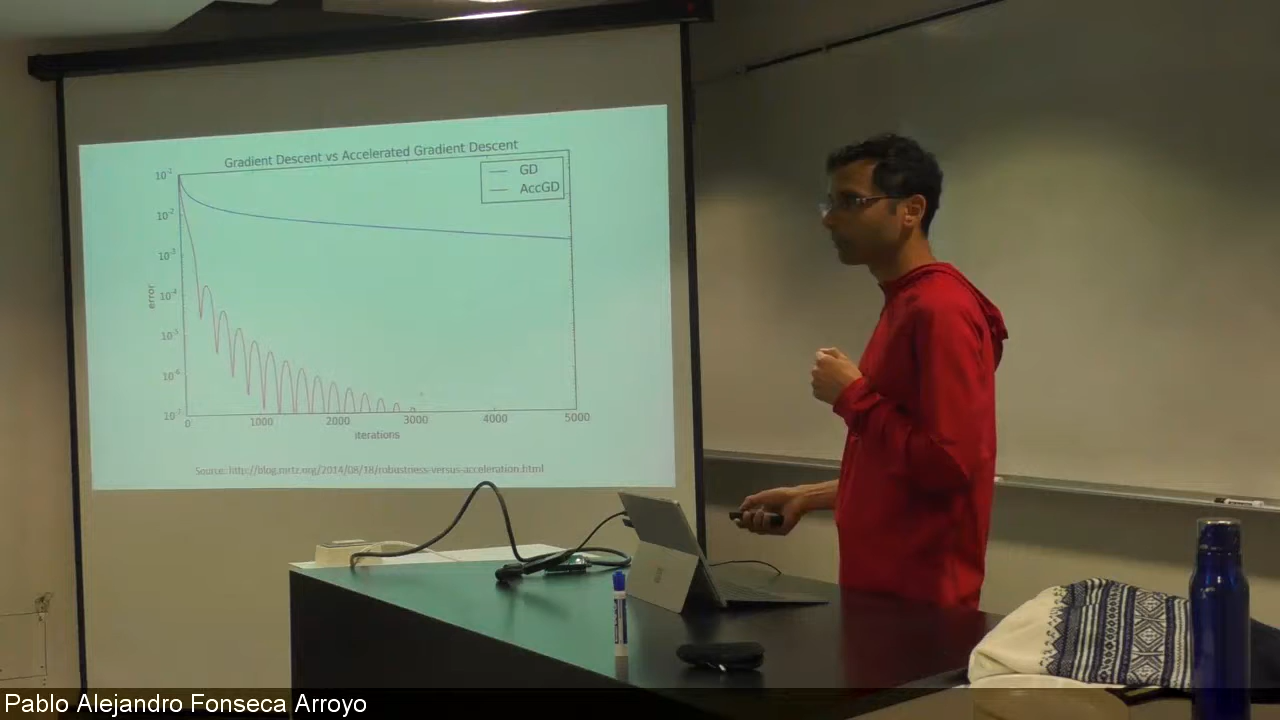 Gradient Descent vs Accelerated Gradient Descent
GD
AccGD
10⁻¹
10⁻²
10⁻³
10⁻⁴
10⁻⁵
10⁻⁶
10⁻⁷
error
0 1000 2000 3000 4000 5000
iterations
Source: http://blog.mrtz.org/2014/08/18/robustness-versus-acceleration.html
Pablo Alejandro Fonseca Arroyo